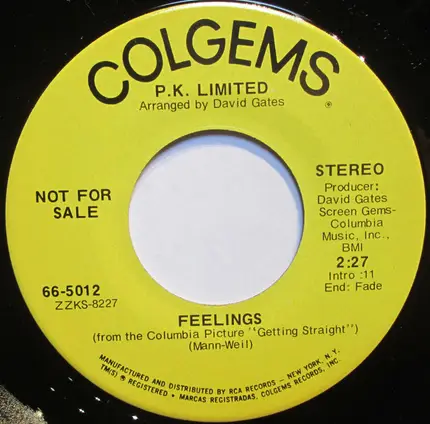 COLGEMS
®
P.K. LIMITED
Arranged by David Gates
NOT FOR
SALE
STEREO
Producer:
David Gates
Screen Gems-
Columbia
Music, Inc.,
BMI
2:27
Intro :11
End: Fade
66-5012
ZZKS-8227
FEELINGS
(from the Columbia Picture "Getting Straight")
(Mann-Weil)
MANUFACTURED AND DISTRIBUTED BY RCA RECORDS – NEW YORK, N.Y.
TM(S) ® REGISTERED • MARCAS REGISTRADAS, COLGEMS RECORDS, INC.